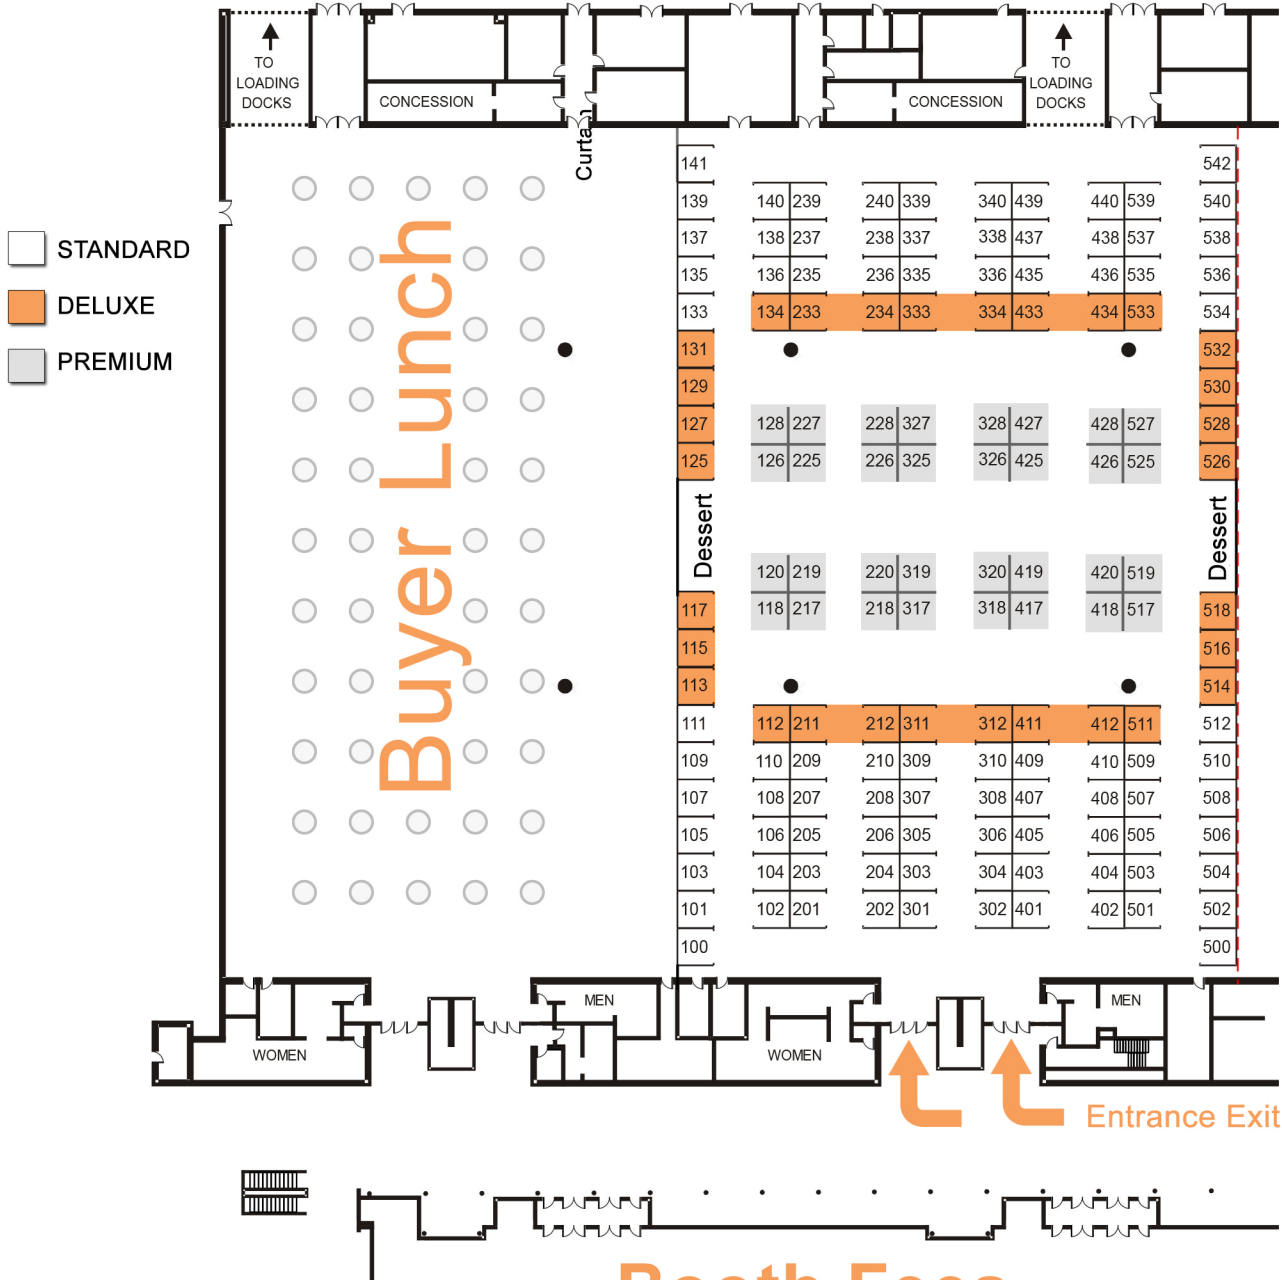 TO
LOADING
DOCKS
CONCESSION
CONCESSION
TO
LOADING
DOCKS
Curtain
STANDARD
DELUXE
PREMIUM
Buyer Lunch
141 542
139 140 239 240 339 340 439 440 539 540
137 138 237 238 337 338 437 438 537 538
135 136 235 236 335 336 435 436 535 536
133 134 233 234 333 334 433 434 533 534
131 532
129 530
127 128 227 228 327 328 427 428 527 528
125 126 225 226 325 326 425 426 525 526
Dessert Dessert
120 219 220 319 320 419 420 519
117 118 217 218 317 318 417 418 517 518
115 516
113 514
111 112 211 212 311 312 411 412 511 512
109 110 209 210 309 310 409 410 509 510
107 108 207 208 307 308 407 408 507 508
105 106 205 206 305 306 405 406 505 506
103 104 203 204 303 304 403 404 503 504
101 102 201 202 301 302 401 402 501 502
100 500
MEN MEN
WOMEN WOMEN
Entrance Exit
Booth Fees